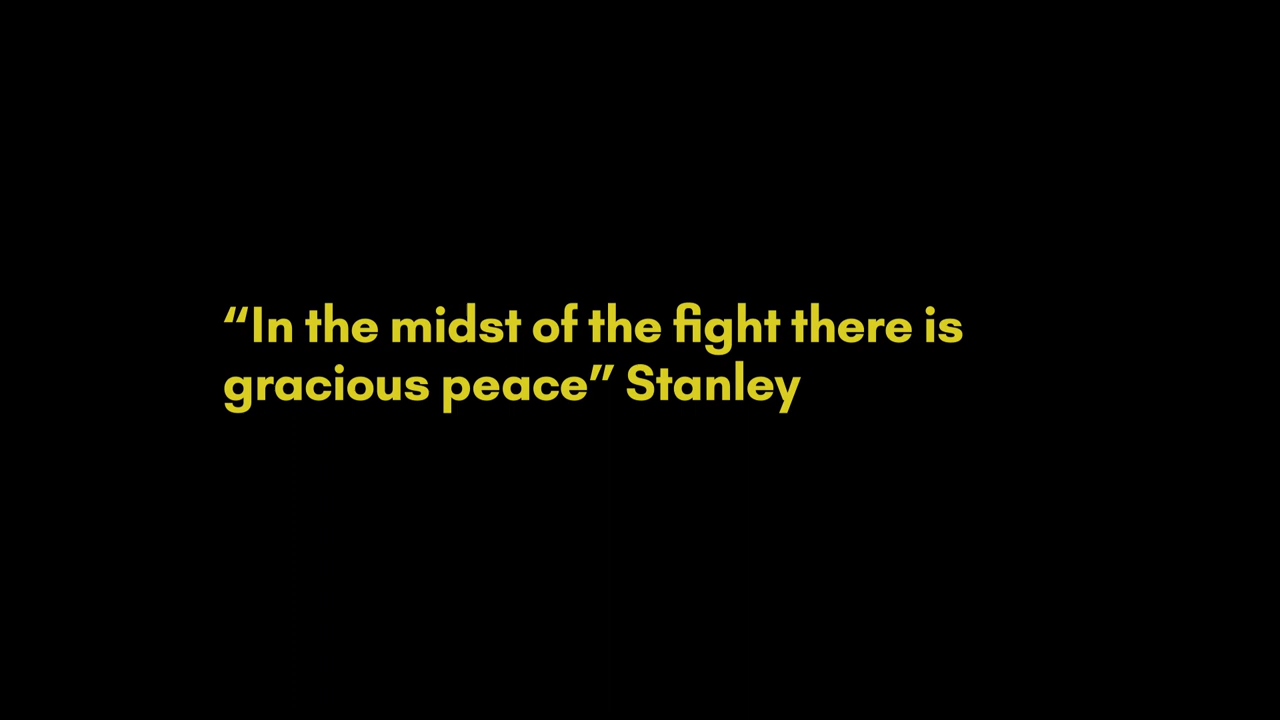 “In the midst of the fight there is
gracious peace” Stanley